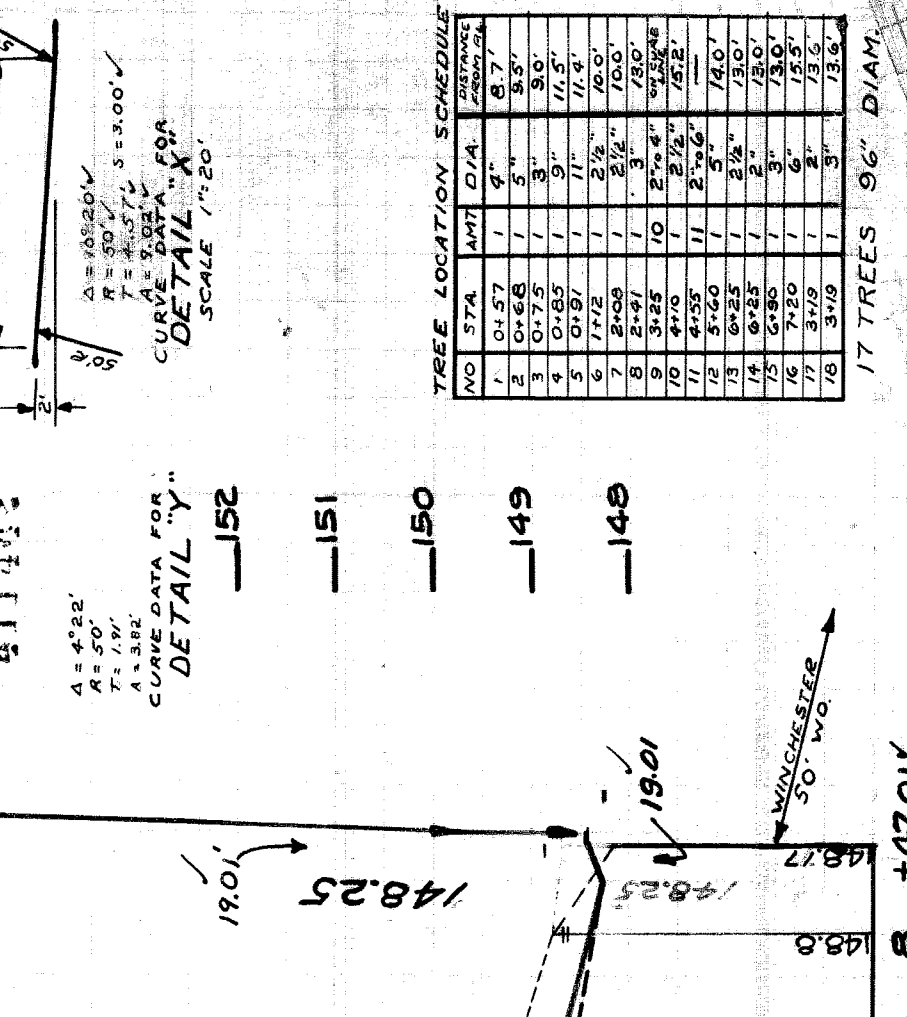 Δ = 10°20' ✓
R = 50' ✓
T = 4.57' ✓ S = 3.00' ✓
A = 9.02' ✓
CURVE DATA FOR
DETAIL "X"
SCALE 1"=20'
50'R
2'
TREE LOCATION SCHEDULE
NO STA. AMT DIA. DISTANCE FROM
1 0+57 1 4" 8.7'
2 0+68 1 5" 9.5'
3 0+75 1 3" 9.0'
4 0+85 1 9" 11.5'
5 0+91 1 11" 11.4'
6 1+12 1 2½" 10.0'
7 2+08 1 2½" 10.0'
8 2+41 1 3" 13.0'
9 3+25 10 2" TO 4" ON CURB LINE
10 4+10 1 2½" 15.2'
11 4+55 11 2" TO 6" —
12 5+60 1 5" 14.0'
13 6+25 1 2½" 13.0'
14 6+25 1 2" 13.0'
15 6+90 1 3" 13.0'
16 7+20 1 6" 15.5'
17 3+19 1 2" 13.6'
18 3+19 1 3" 13.6'
17 TREES 96" DIAM.
Δ = 4°22'
R = 50'
T = 1.91'
A = 3.82'
CURVE DATA FOR
DETAIL "Y"
152
151
150
149
148
19.01'
148.25
19.01
148.25
WINCHESTER
50' WD.
148.17
148.8
8